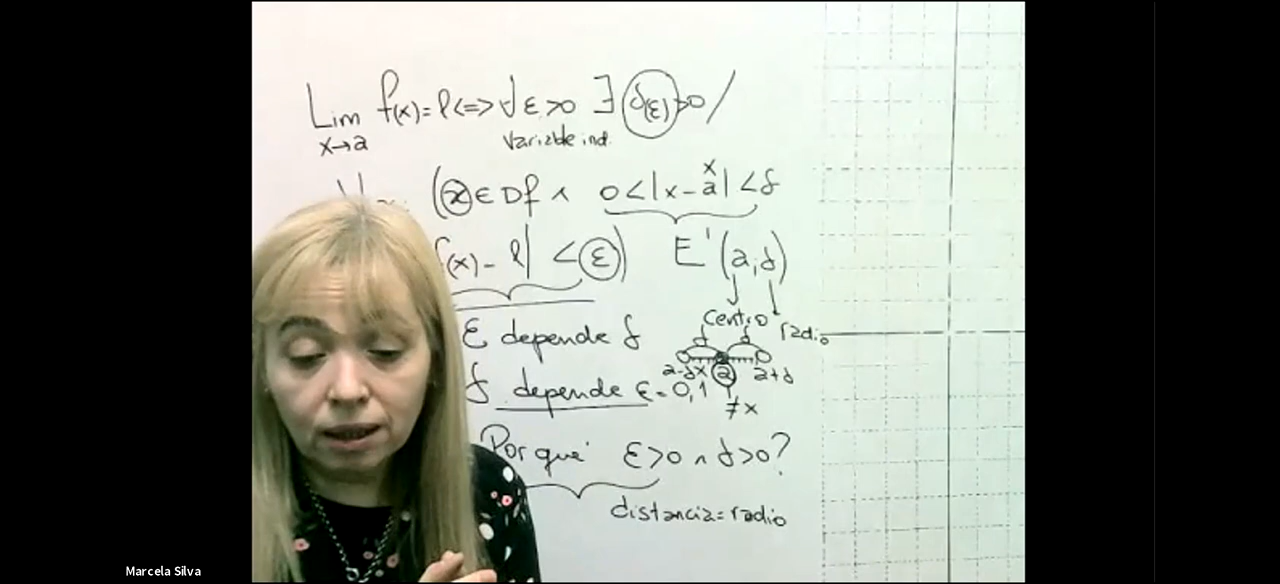 Lim f(x) = l <=> ∀ ε>0 ∃ δ(ε)>0 /
x→a
Variable ind.
(x ∈ Df ∧ 0<|x-a|<δ
x
f(x) - l| < ε) E'(a,δ)
centro radio
ε depende δ
δ δ
a-δ x a a+δ
δ depende ε = 0,1
≠x
Por qué ε>0 ∧ δ>0?
distancia = radio
Marcela Silva